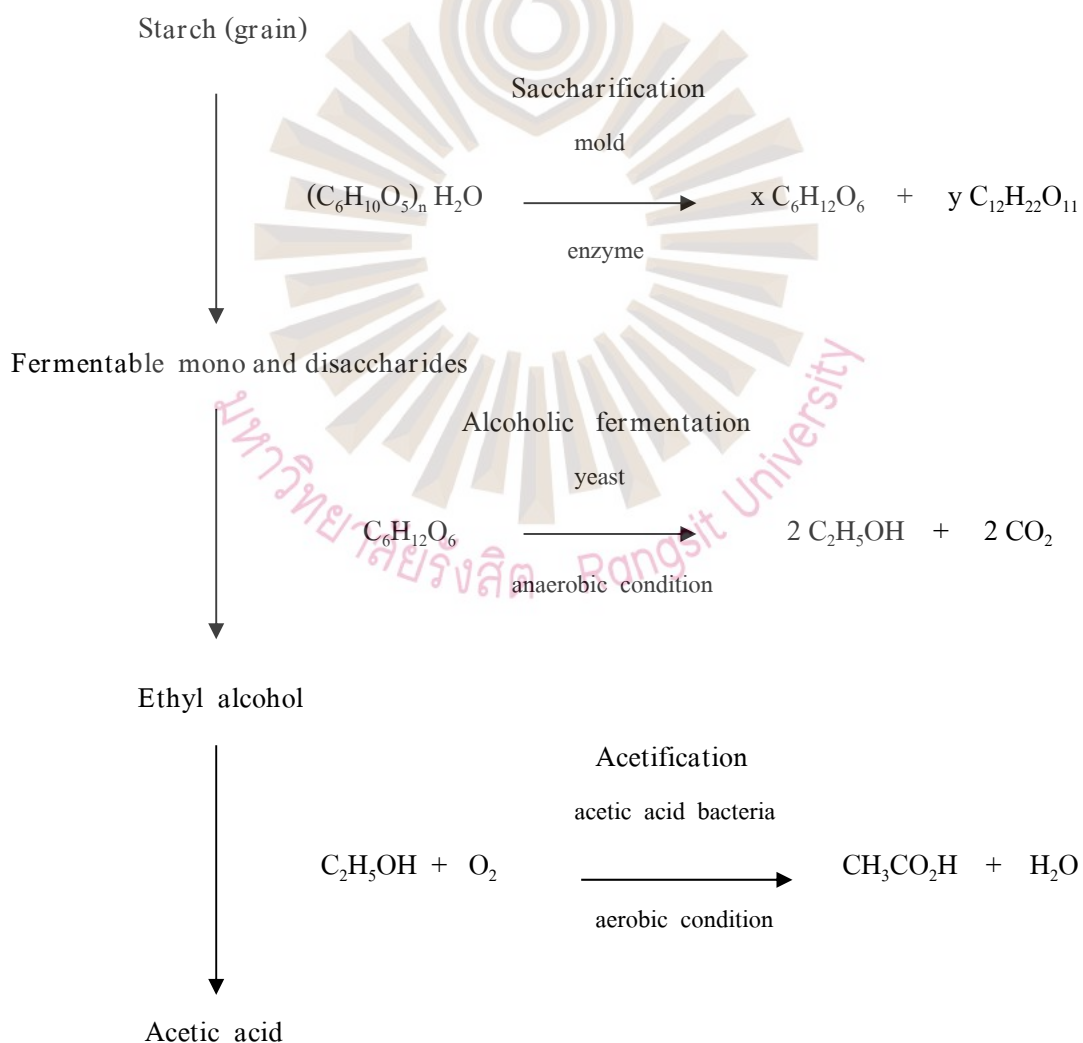 Starch (grain)
Saccharification
mold
(C₆H₁₀O₅)ₙ H₂O x C₆H₁₂O₆ + y C₁₂H₂₂O₁₁
enzyme
Fermentable mono and disaccharides
Alcoholic fermentation
yeast
C₆H₁₂O₆ 2 C₂H₅OH + 2 CO₂
anaerobic condition
มหาวิทยาลัยรังสิต Rangsit University
Ethyl alcohol
Acetification
acetic acid bacteria
C₂H₅OH + O₂ CH₃CO₂H + H₂O
aerobic condition
Acetic acid